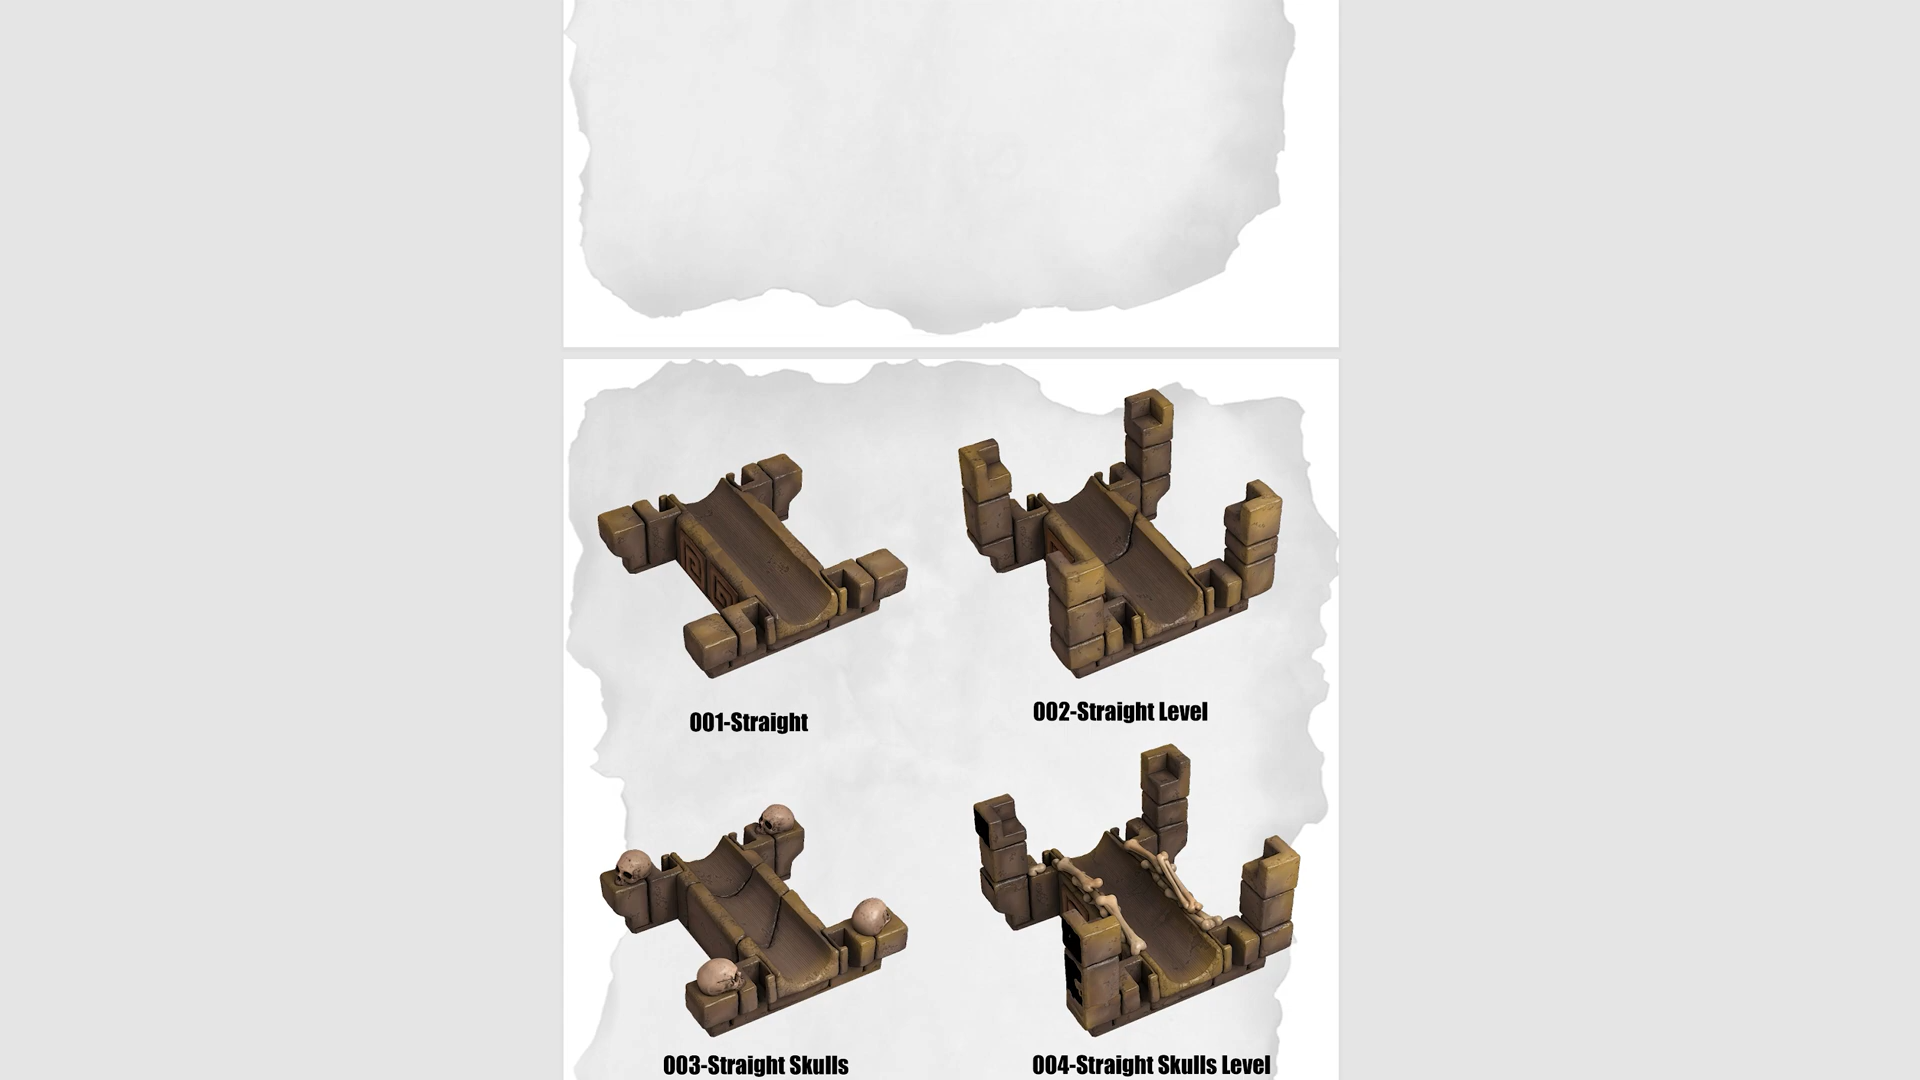 001-Straight
002-Straight Level
003-Straight Skulls
004-Straight Skulls Level